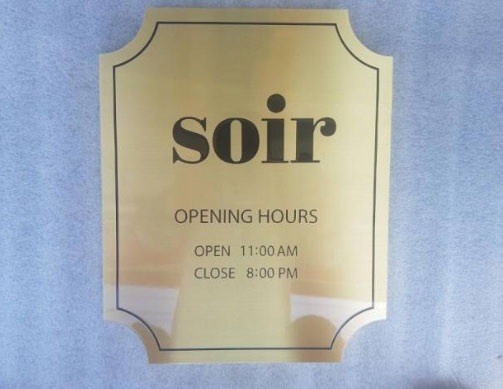 soir
OPENING HOURS
OPEN 11:00 AM
CLOSE 8:00 PM